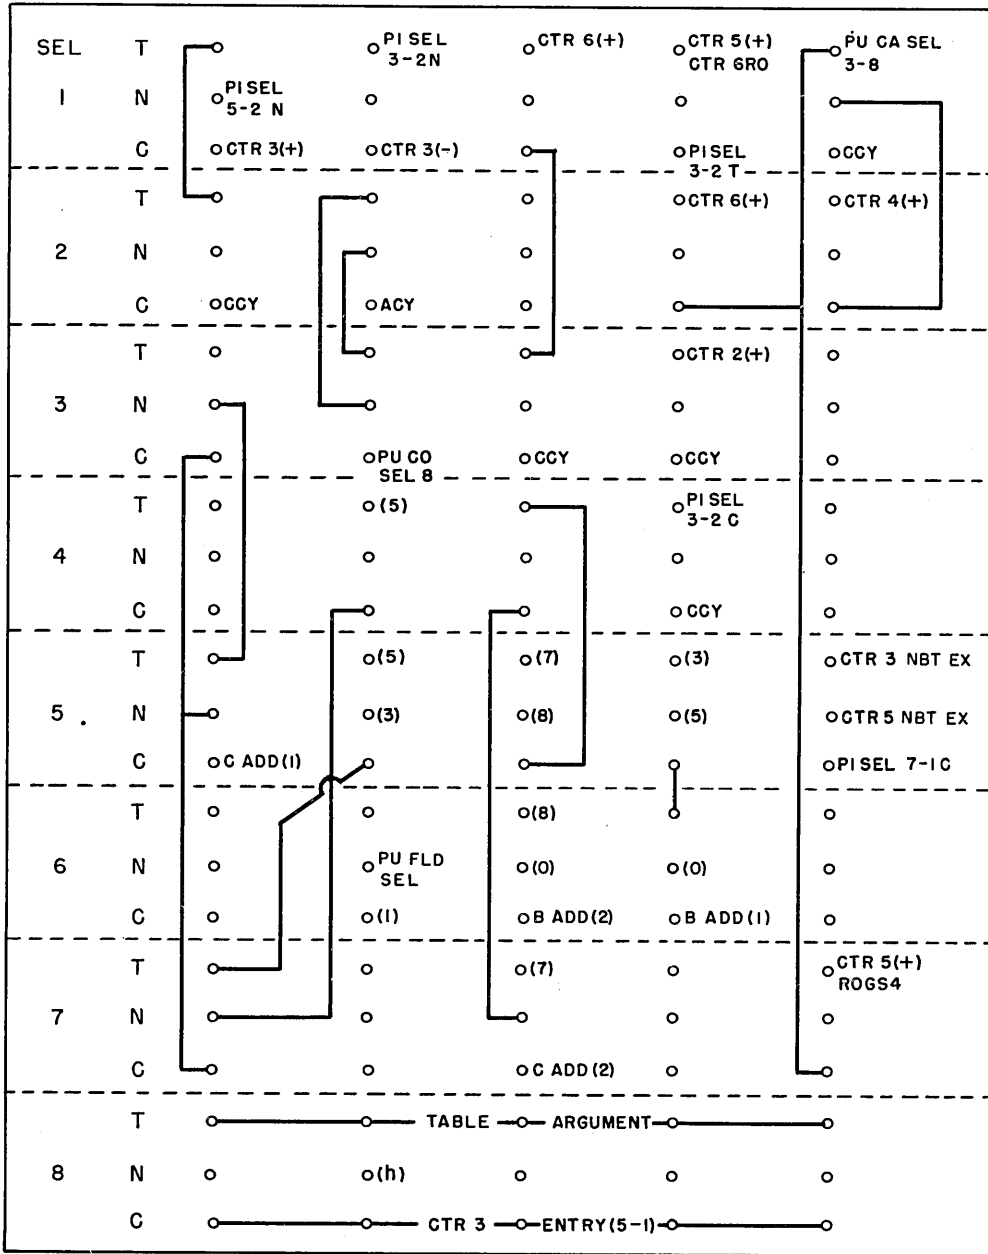 SEL T PI SEL CTR 6(+) CTR 5(+) PU CA SEL
3-2N CTR 6RO 3-8
1 N PI SEL
5-2 N
C CTR 3(+) CTR 3(-) PI SEL CCY
3-2 T
T CTR 6(+) CTR 4(+)
2 N
C CCY ACY
T CTR 2(+)
3 N
C PU CO CCY CCY
SEL 8
T (5) PI SEL
3-2 C
4 N
C CCY
T (5) (7) (3) CTR 3 NBT EX
5 N (3) (8) (5) CTR 5 NBT EX
C C ADD(1) PI SEL 7-1C
T (8)
6 N PU FLD (0) (0)
SEL
C (1) B ADD(2) B ADD(1)
T (7) CTR 5(+)
ROGS4
7 N
C C ADD(2)
T TABLE ARGUMENT
8 N (h)
C CTR 3 ENTRY(5-1)